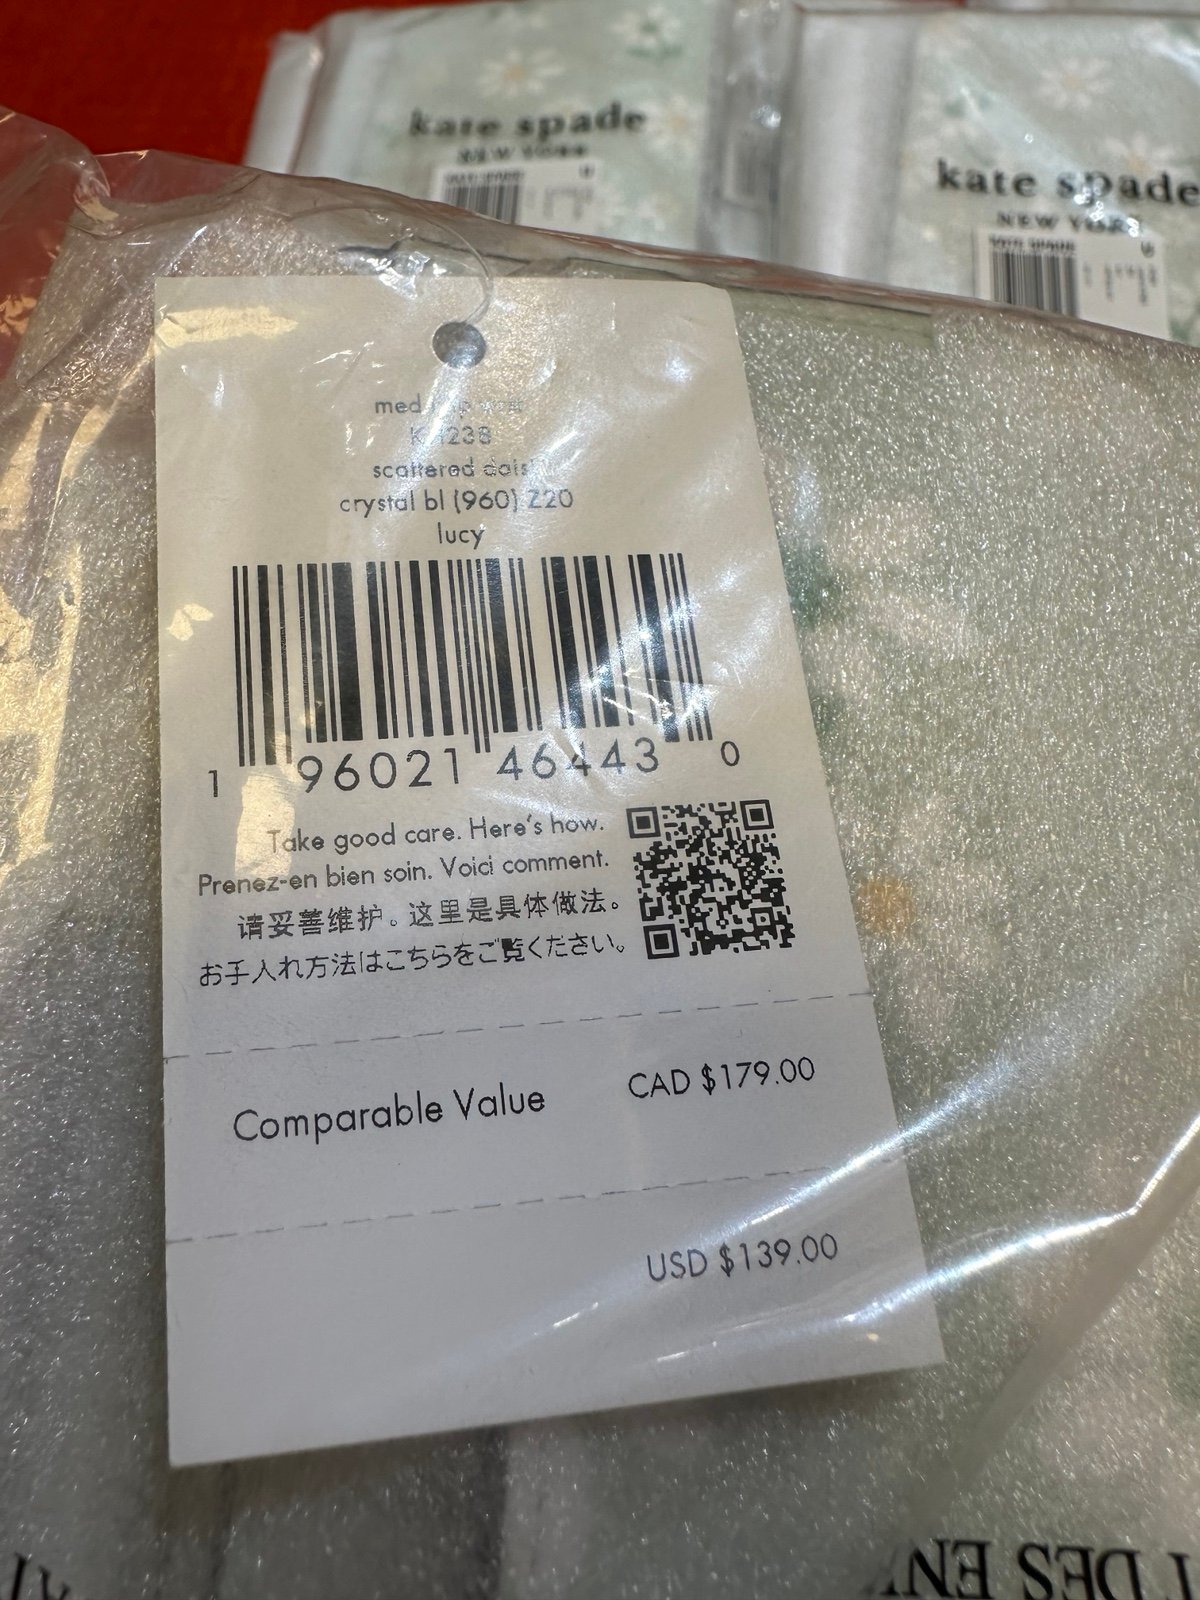 kate spade
NEW YORK
kate spade
NEW YORK
med
scattered
crystal bl (960) Z20
lucy
1 96021 46443 0
Take good care. Here's how.
Prenez-en bien soin. Voici comment.
请妥善维护。这里是具体做法。
お手入れ方法はこちらをご覧ください。
Comparable Value CAD $179.00
USD $139.00
DES